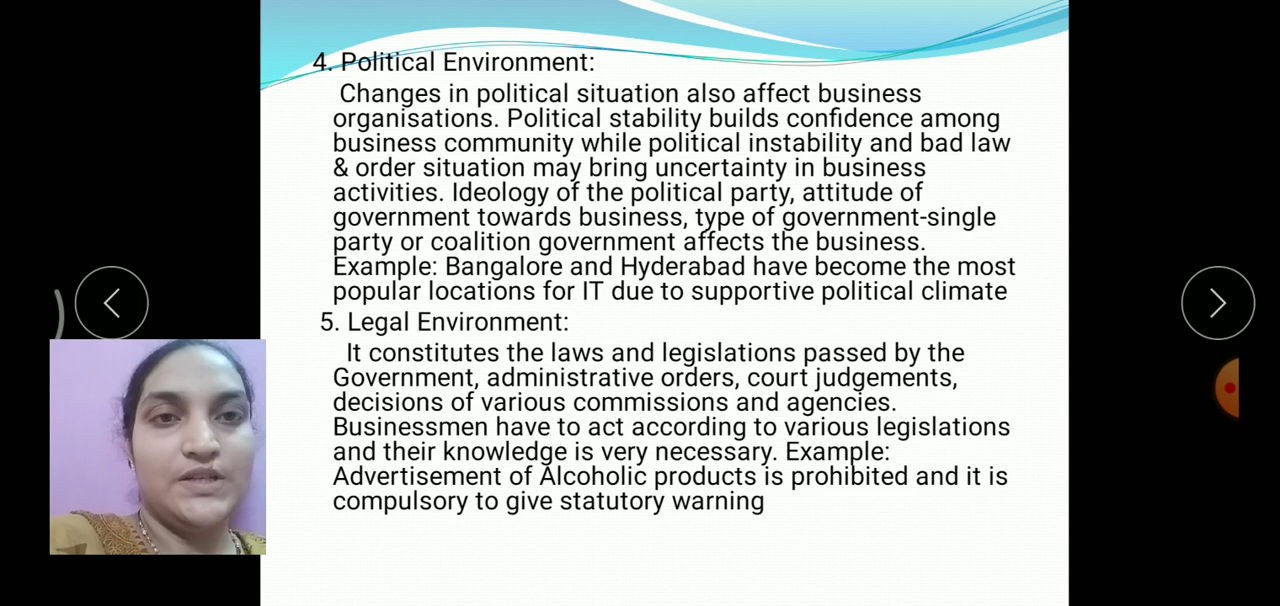 4. Political Environment:
Changes in political situation also affect business
organisations. Political stability builds confidence among
business community while political instability and bad law
& order situation may bring uncertainty in business
activities. Ideology of the political party, attitude of
government towards business, type of government-single
party or coalition government affects the business.
Example: Bangalore and Hyderabad have become the most
popular locations for IT due to supportive political climate
5. Legal Environment:
It constitutes the laws and legislations passed by the
Government, administrative orders, court judgements,
decisions of various commissions and agencies.
Businessmen have to act according to various legislations
and their knowledge is very necessary. Example:
Advertisement of Alcoholic products is prohibited and it is
compulsory to give statutory warning